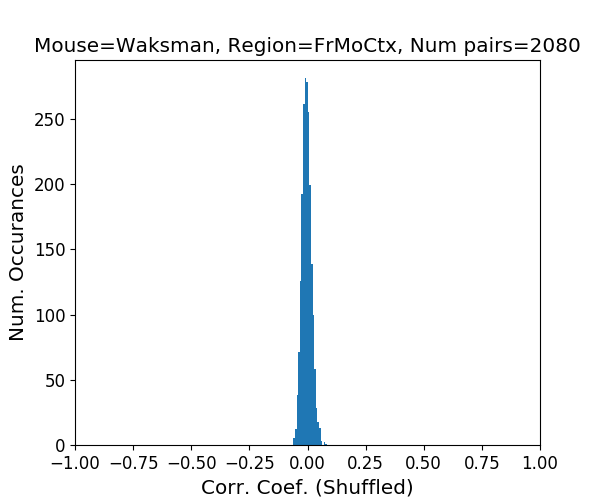 Mouse=Waksman, Region=FrMoCtx, Num pairs=2080
Num. Occurances
250
200
150
100
50
0
−1.00 −0.75 −0.50 −0.25 0.00 0.25 0.50 0.75 1.00
Corr. Coef. (Shuffled)